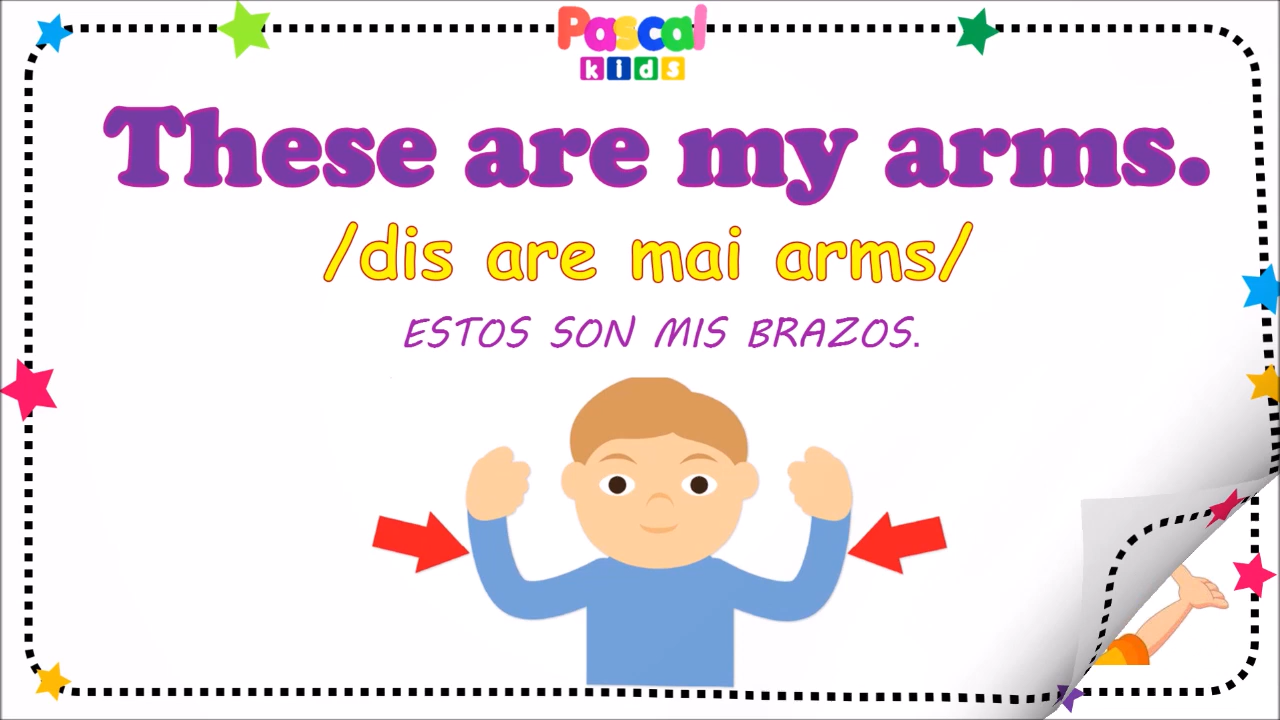 Pascal
kids
These are my arms.
/dis are mai arms/
ESTOS SON MIS BRAZOS.